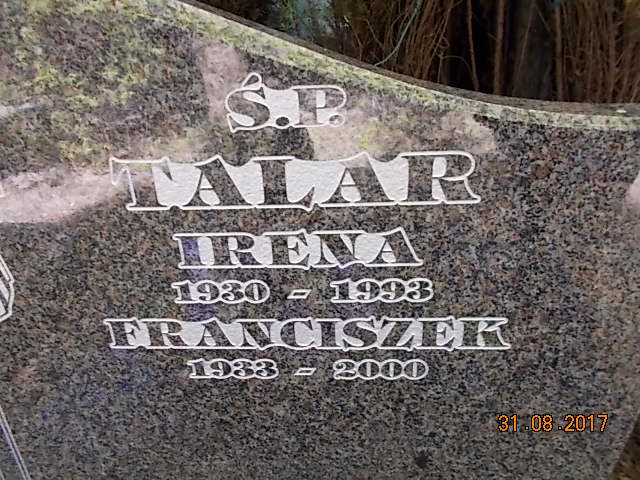 Ś.P.
TALAR
IRENA
1930 - 1993
FRANCISZEK
1933 - 2000
31.08.2017